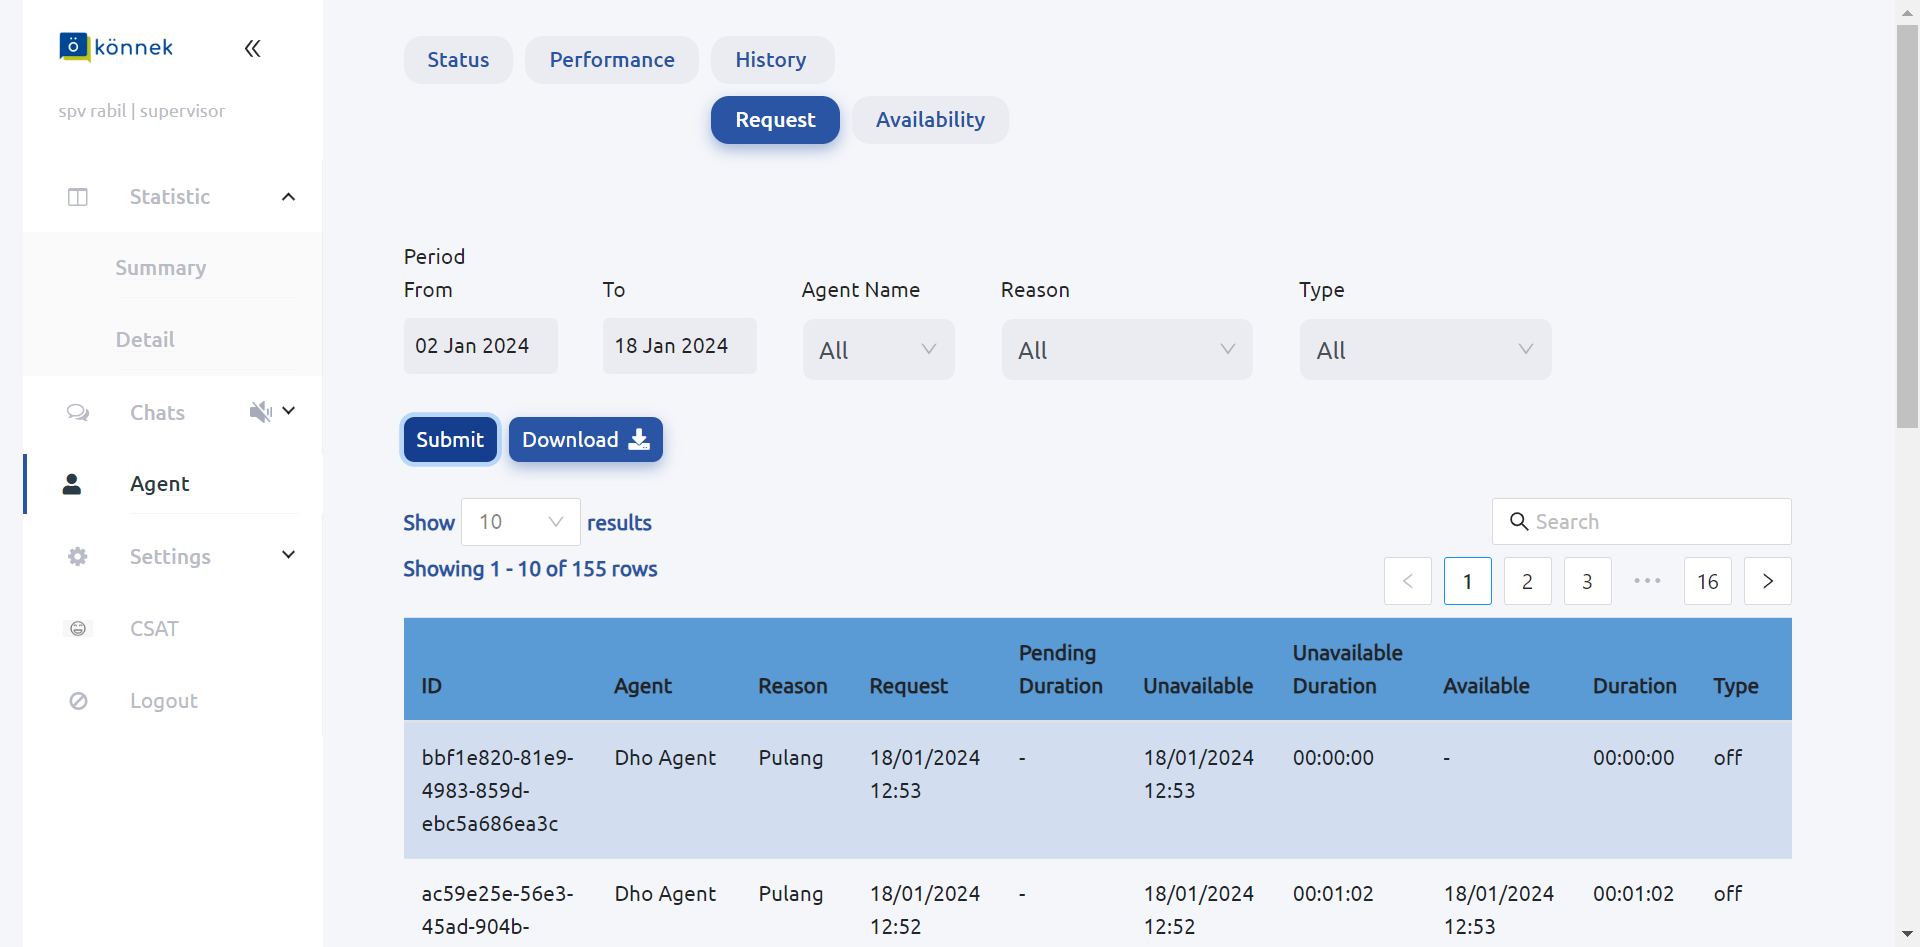 ö könnek
spv rabil | supervisor
Statistic
Summary
Detail
Chats
Agent
Settings
CSAT
Logout
Status Performance History
Request Availability
Period
From To Agent Name Reason Type
02 Jan 2024 18 Jan 2024 All All All
Submit Download
Show 10 results
Search
Showing 1 - 10 of 155 rows
< 1 2 3 ••• 16 >
Pending Unavailable
ID Agent Reason Request Duration Unavailable Duration Available Duration Type
bbf1e820-81e9- Dho Agent Pulang 18/01/2024 - 18/01/2024 00:00:00 - 00:00:00 off
4983-859d- 12:53 12:53
ebc5a686ea3c
ac59e25e-56e3- Dho Agent Pulang 18/01/2024 - 18/01/2024 00:01:02 18/01/2024 00:01:02 off
45ad-904b- 12:52 12:52 12:53